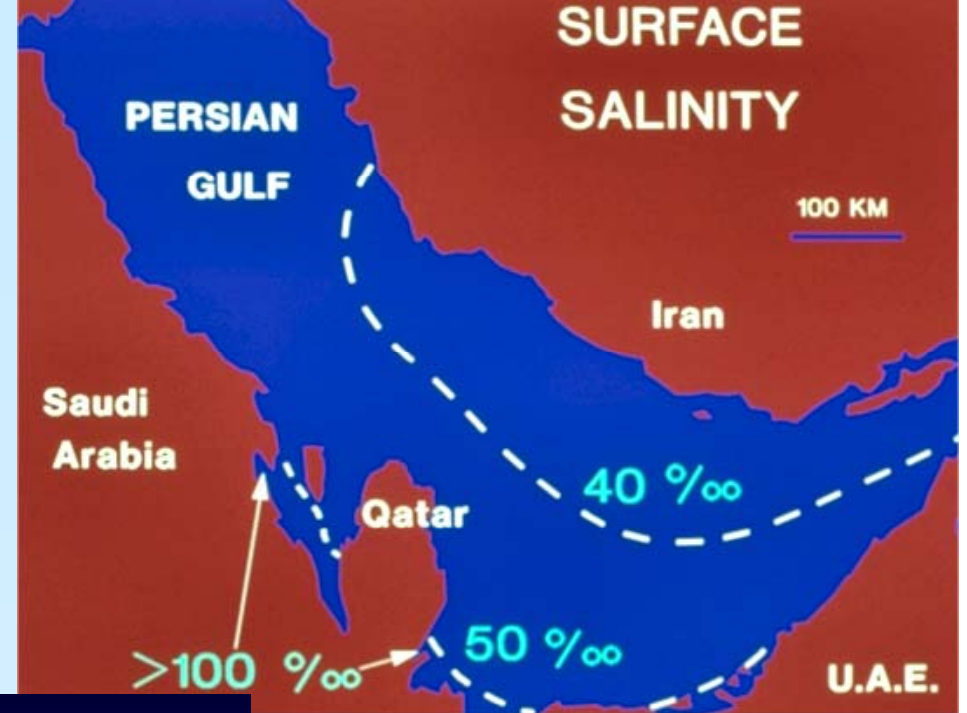 SURFACE
SALINITY
PERSIAN
GULF
100 KM
Iran
Saudi
Arabia
Qatar
40 ‰
50 ‰
>100 ‰
U.A.E.